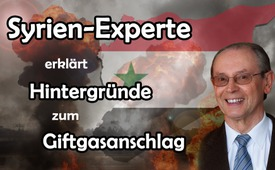 Syrien-Experte
erklärt
Hintergründe
zum
Giftgasanschlag